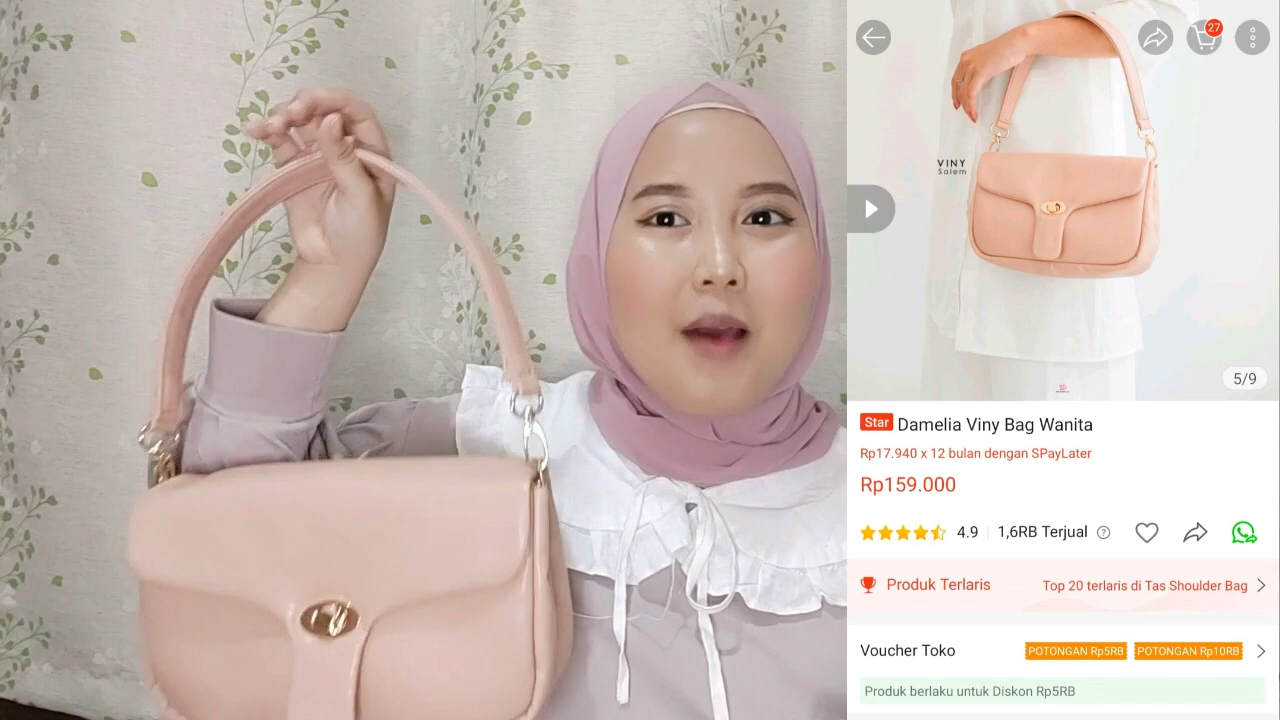 27
VINY
Salem
5/9
Star Damelia Viny Bag Wanita
Rp17.940 x 12 bulan dengan SPayLater
Rp159.000
4.9 1,6RB Terjual ?
Produk Terlaris Top 20 terlaris di Tas Shoulder Bag
Voucher Toko POTONGAN Rp5RB POTONGAN Rp10RB
Produk berlaku untuk Diskon Rp5RB